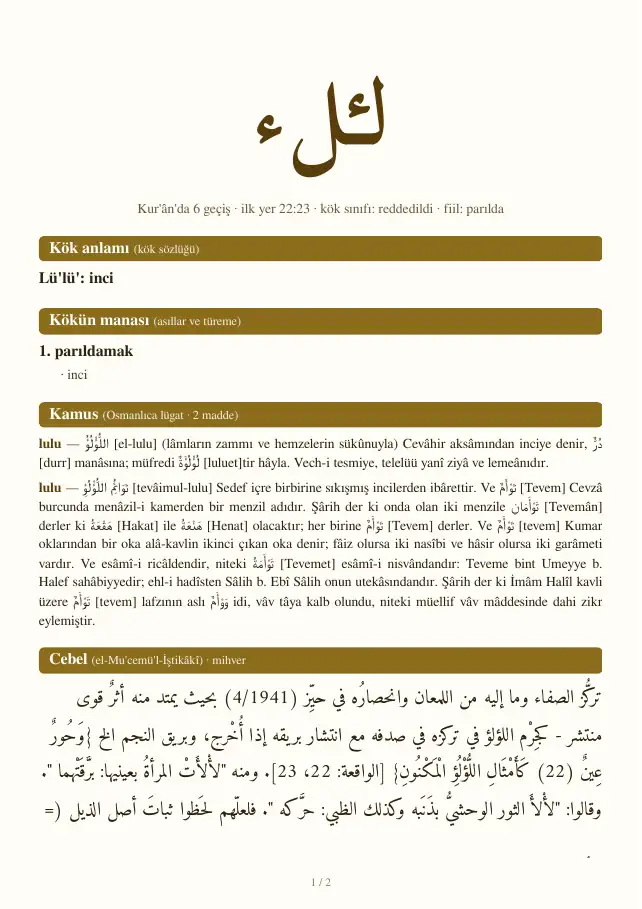 لءلء
Kur'ân'da 6 geçiş · ilk yer 22:23 · kök sınıfı: reddedildi · fiil: parılda
Kök anlamı (kök sözlüğü)
Lü'lü': inci
Kökün manası (asıllar ve türeme)
1. parıldamak
· inci
Kamus (Osmanlıca lügat · 2 madde)
lulu — اللُّؤْلُؤُ [el-lulu] (lâmların zammı ve hemzelerin sükûnuyla) Cevâhir aksâmından inciye denir, دُرٌّ
[durr] manâsına; müfredi لُؤْلُؤَةٌ [luluet]tir hâyla. Vech-i tesmiye, telelüü yanî ziyâ ve lemeânıdır.
lulu — تَوَائِمُ اللُّؤْلُؤِ [tevâimul-lulu] Sedef içre birbirine sıkışmış incilerden ibârettir. Ve تَوْأَمٌ [Tevem] Cevzâ
burcunda menâzil-i kamerden bir menzil adıdır. Şârih der ki onda olan iki menzile تَوْأَمَانِ [Tevemân]
derler ki هَقْعَةُ [Hakat] ile هَنْعَةُ [Henat] olacaktır; her birine تَوْأَمٌ [Tevem] derler. Ve تَوْأَمٌ [tevem] Kumar
oklarından bir oka alâ-kavlin ikinci çıkan oka denir; fâiz olursa iki nasîbi ve hâsir olursa iki garâmeti
vardır. Ve esâmî-i ricâldendir, niteki تَوْأَمَةُ [Tevemet] esâmî-i nisvândandır: Teveme bint Umeyye b.
Halef sahâbiyyedir; ehl-i hadîsten Sâlih b. Ebî Sâlih onun utekâsındandır. Şârih der ki İmâm Halîl kavli
üzere تَوْأَمٌ [tevem] lafzının aslı وَوْأَمٌ idi, vâv tâya kalb olundu, niteki müellif vâv mâddesinde dahi zikr
eylemiştir.
Cebel (el-Mu'cemü'l-İştikâkî) · mihver
تركُّز الصفاء وما إليه من اللمعان وانحصارُه في حيِّز (4/1941) بحيث يمتد منه أثرٌ قوى
منتشر - كجِرْم اللؤلؤ في تركزه في صدفه مع انتشار بريقه إذا أُخْرج، وبريق النجم الخ {وَحُورٌ
عِينٌ (22) كَأَمْثَالِ اللُّؤْلُؤِ الْمَكْنُونِ} [الواقعة: 22، 23]. ومنه "لأْلأَتْ المرأةُ بعينيها: برَّقَتْهما ".
وقالوا: "لأْلأَ الثور الوحشيُّ بذَنَبه وكذلك الظبي: حرَّكه ". فلعلّهم لحَظوا ثباتَ أصل الذيل (=
1 / 2